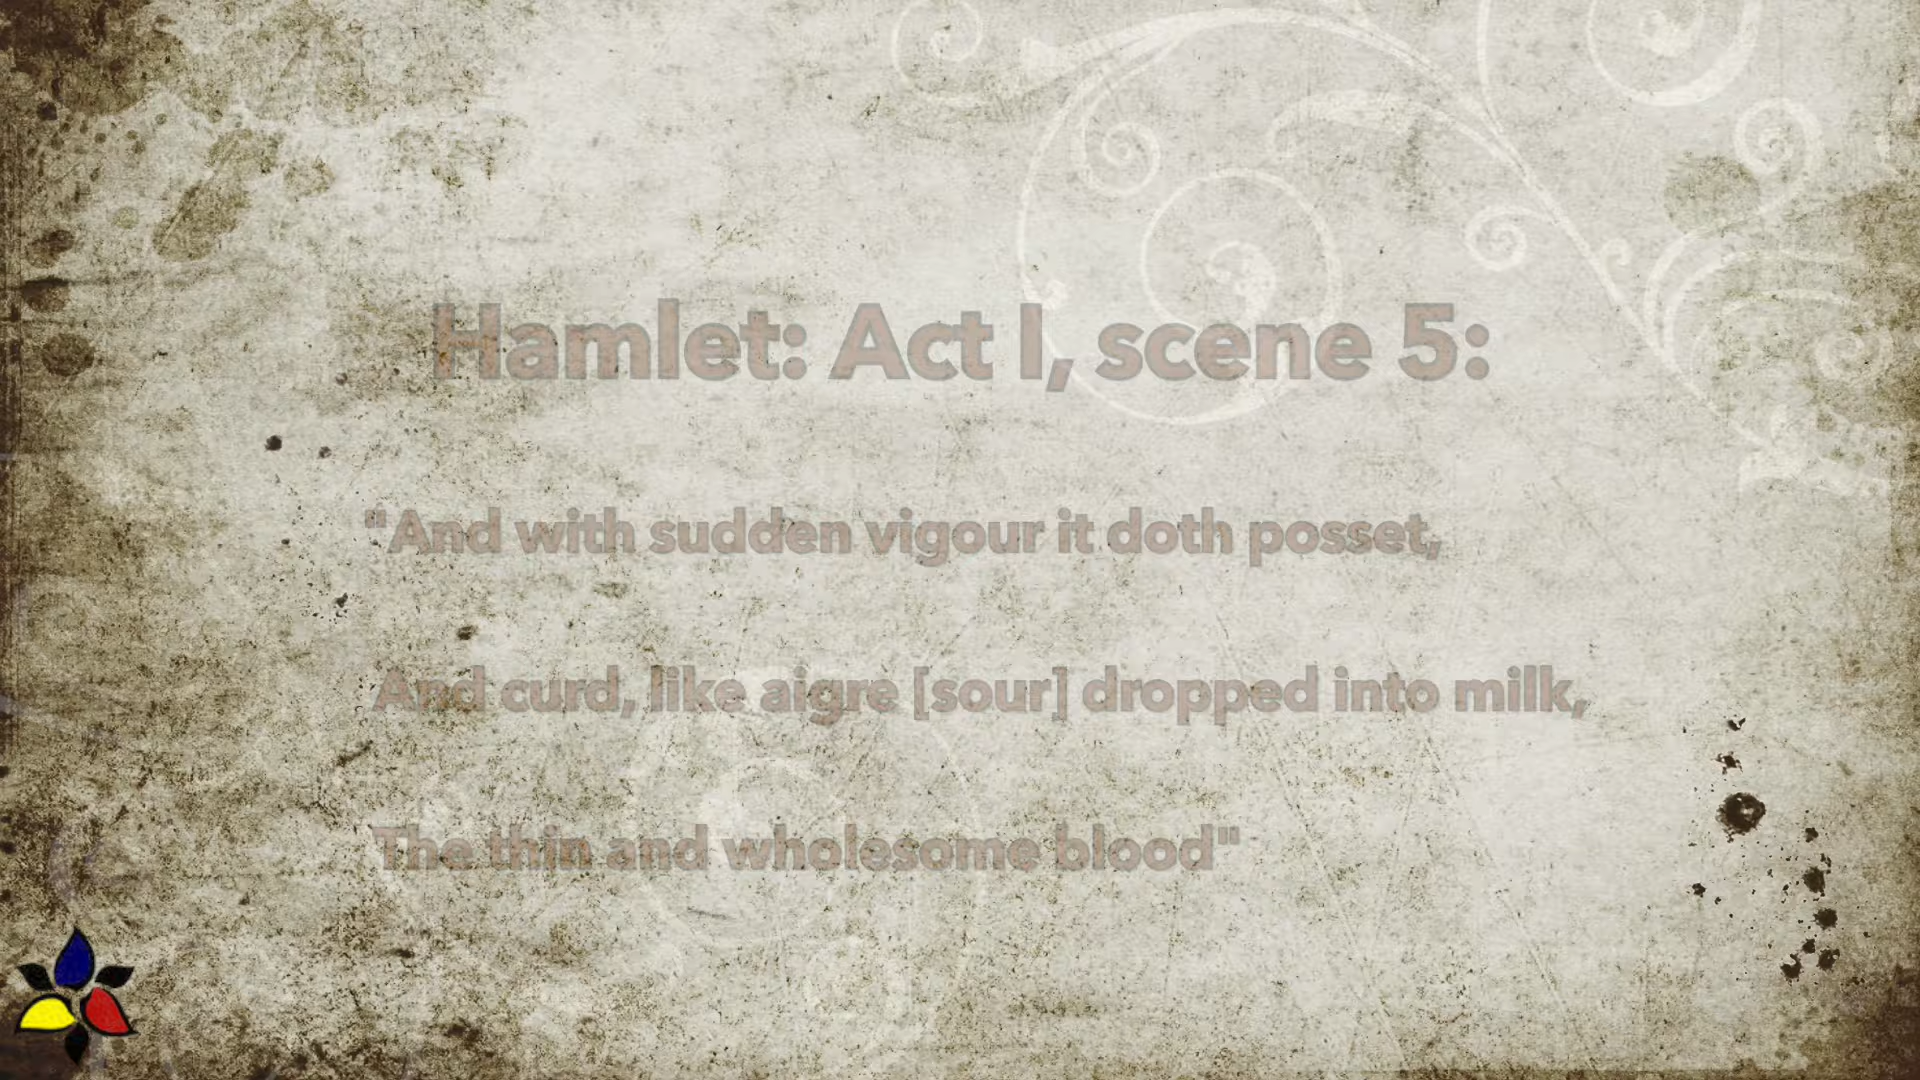 Hamlet: Act I, scene 5:
"And with sudden vigour it doth posset,
And curd, like aigre [sour] dropped into milk,
The thin and wholesome blood"